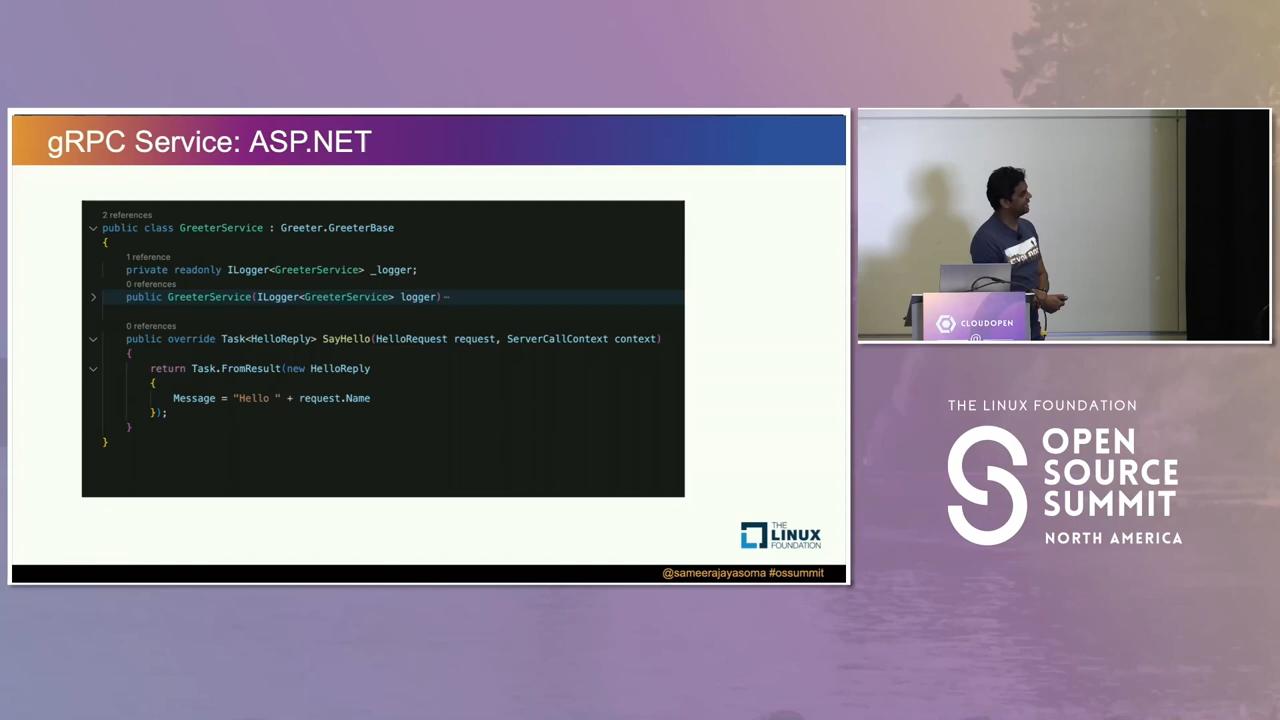 gRPC Service: ASP.NET
2 references
public class GreeterService : Greeter.GreeterBase
{
1 reference
private readonly ILogger<GreeterService> _logger;
0 references
public GreeterService(ILogger<GreeterService> logger)
0 references
public override Task<HelloReply> SayHello(HelloRequest request, ServerCallContext context)
{
return Task.FromResult(new HelloReply
{
Message = "Hello " + request.Name
});
}
}
THE
LINUX
FOUNDATION
@sameerajayasoma #ossummit
CLOUDOPEN
THE LINUX FOUNDATION
OPEN
SOURCE
SUMMIT
NORTH AMERICA